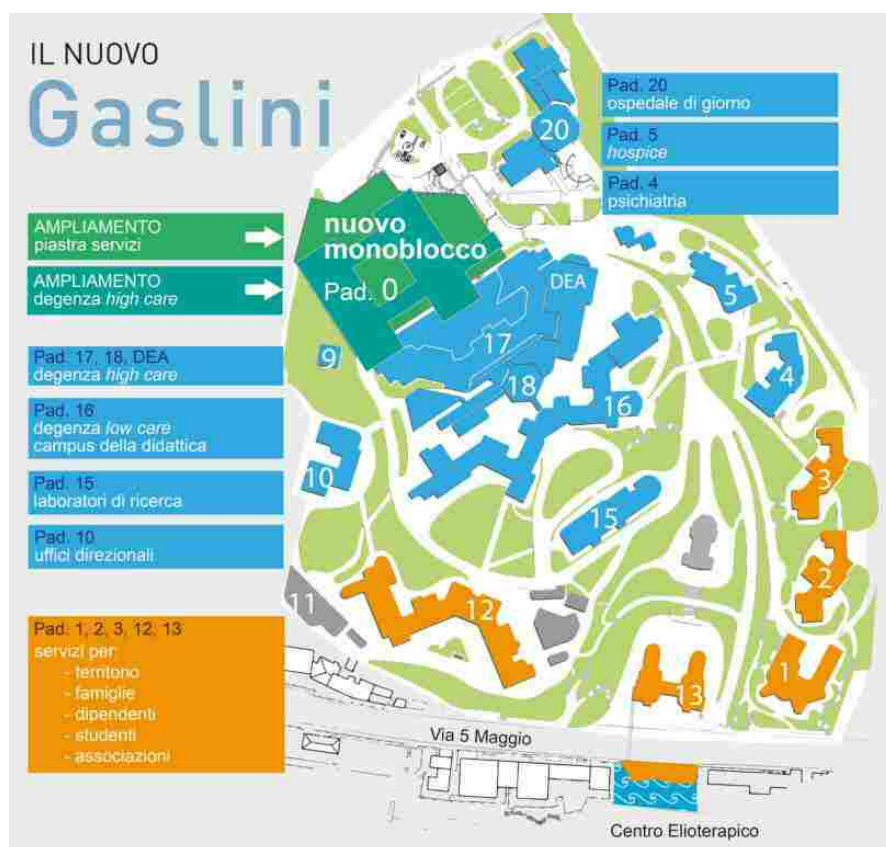 IL NUOVO
Gaslini
Pad. 20
ospedale di giorno
Pad. 5
hospice
Pad. 4
psichiatria
AMPLIAMENTO
piastra servizi
AMPLIAMENTO
degenza high care
Pad. 17, 18, DEA
degenza high care
Pad. 16
degenza low care
campus della didattica
Pad. 15
laboratori di ricerca
Pad. 10
uffici direzionali
Pad. 1, 2, 3, 12, 13
servizi per:
- territorio
- famiglie
- dipendenti
- studenti
- associazioni
20
nuovo
monoblocco
Pad. 0
DEA
5
17
9
18
4
16
10
3
15
2
11
12
1
13
Via 5 Maggio
Centro Elioterapico